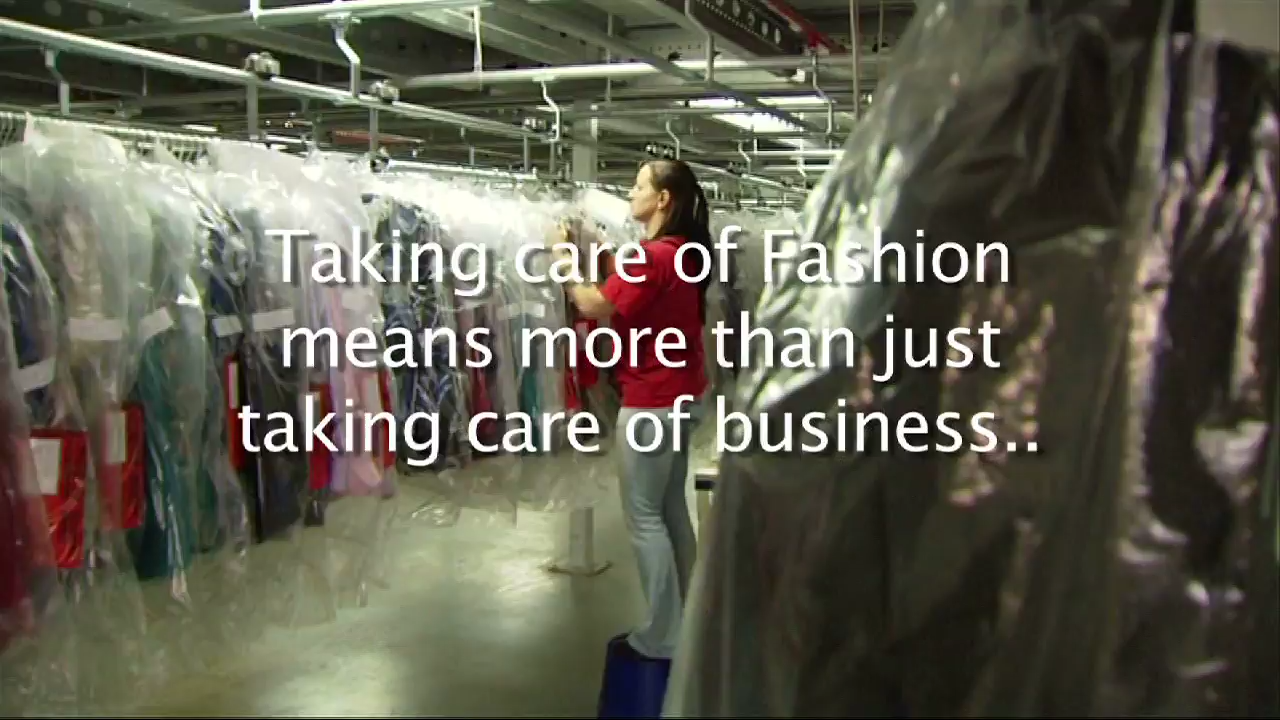 Taking care of Fashion
means more than just
taking care of business..